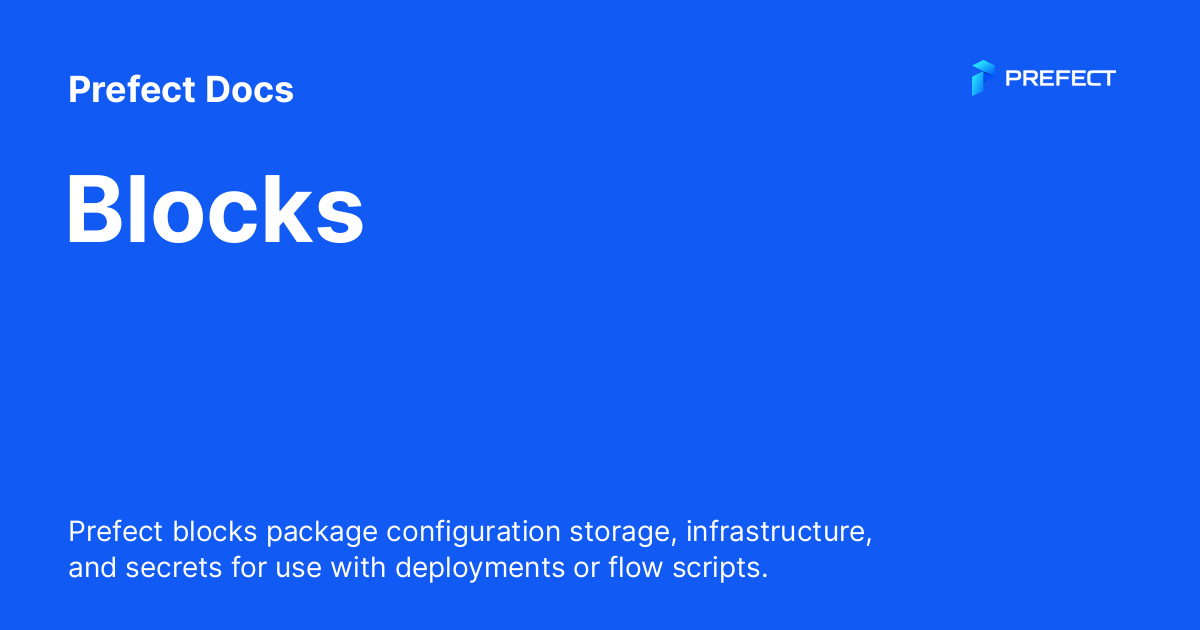 Prefect Docs
PREFECT
Blocks
Prefect blocks package configuration storage, infrastructure,
and secrets for use with deployments or flow scripts.